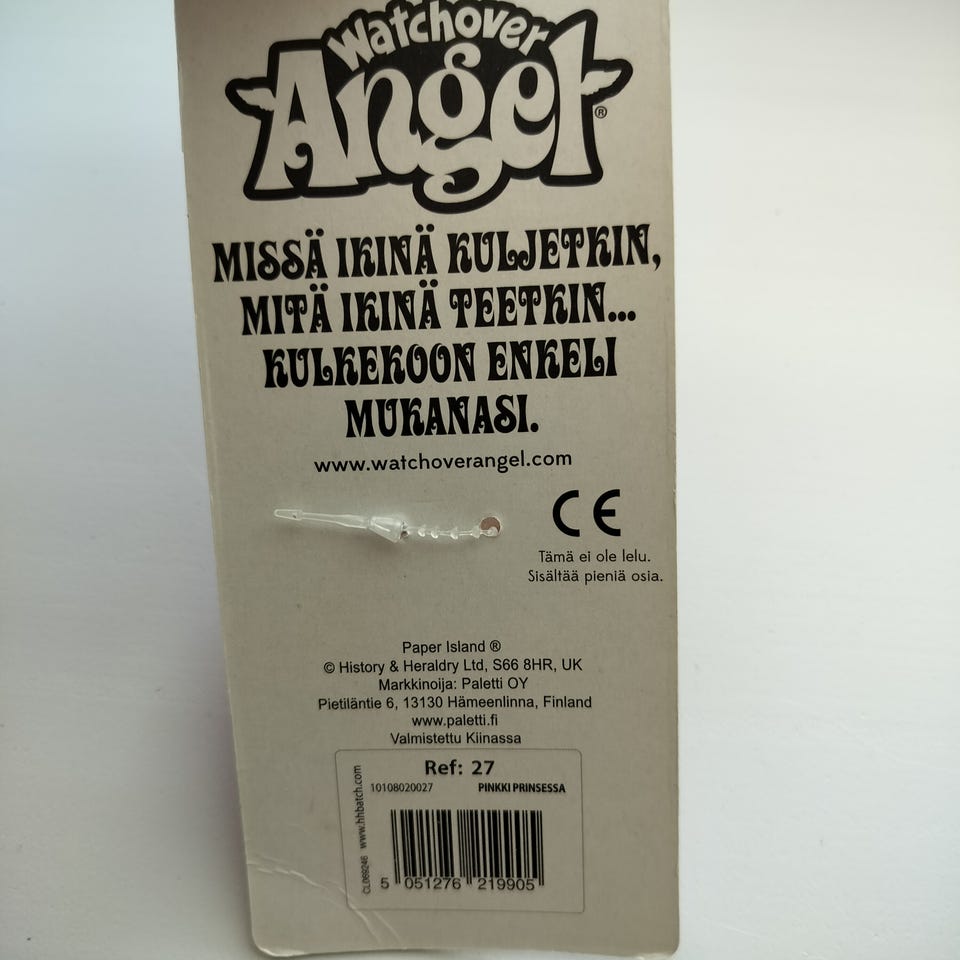 Watchover
Angel®
MISSÄ IKINÄ KULJETKIN,
MITÄ IKINÄ TEETKIN...
KULKEKOON ENKELI
MUKANASI.
www.watchoverangel.com
CE
Tämä ei ole lelu.
Sisältää pieniä osia.
Paper Island ®
© History & Heraldry Ltd, S66 8HR, UK
Markkinoija: Paletti OY
Pietiläntie 6, 13130 Hämeenlinna, Finland
www.paletti.fi
Valmistettu Kiinassa
Ref: 27
10108020027 PINKKI PRINSESSA
CL069246 www.hhbatch.com
5 051276 219905